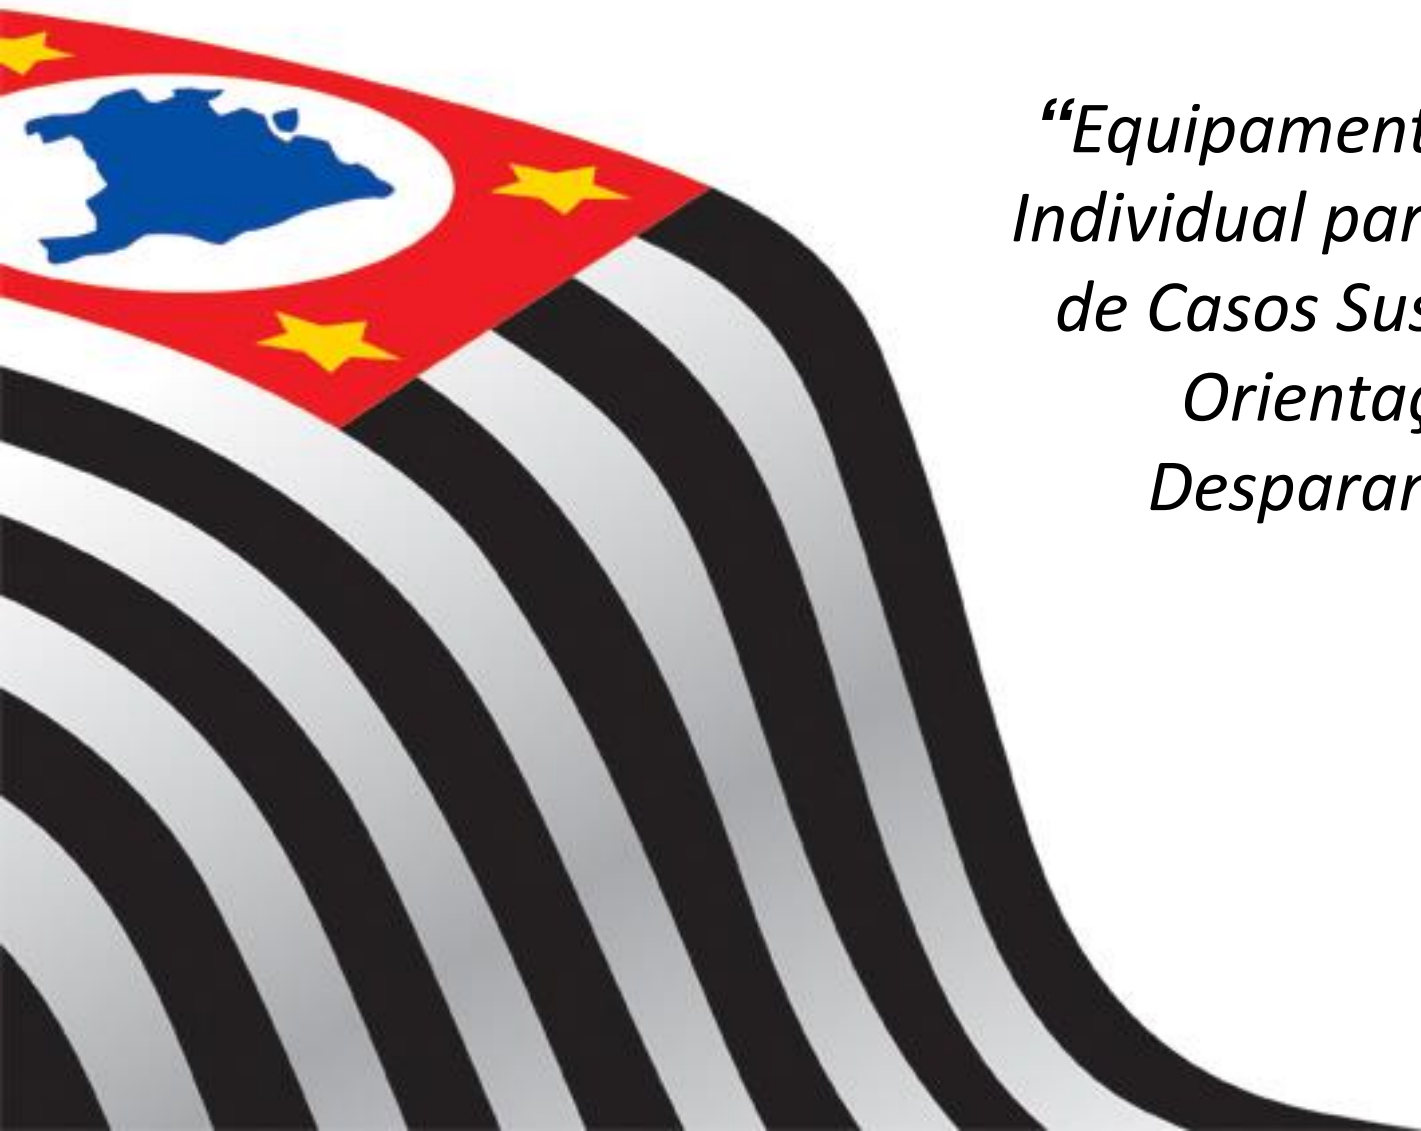 “Equipament
Individual par
de Casos Sus
Orientaç
Desparar